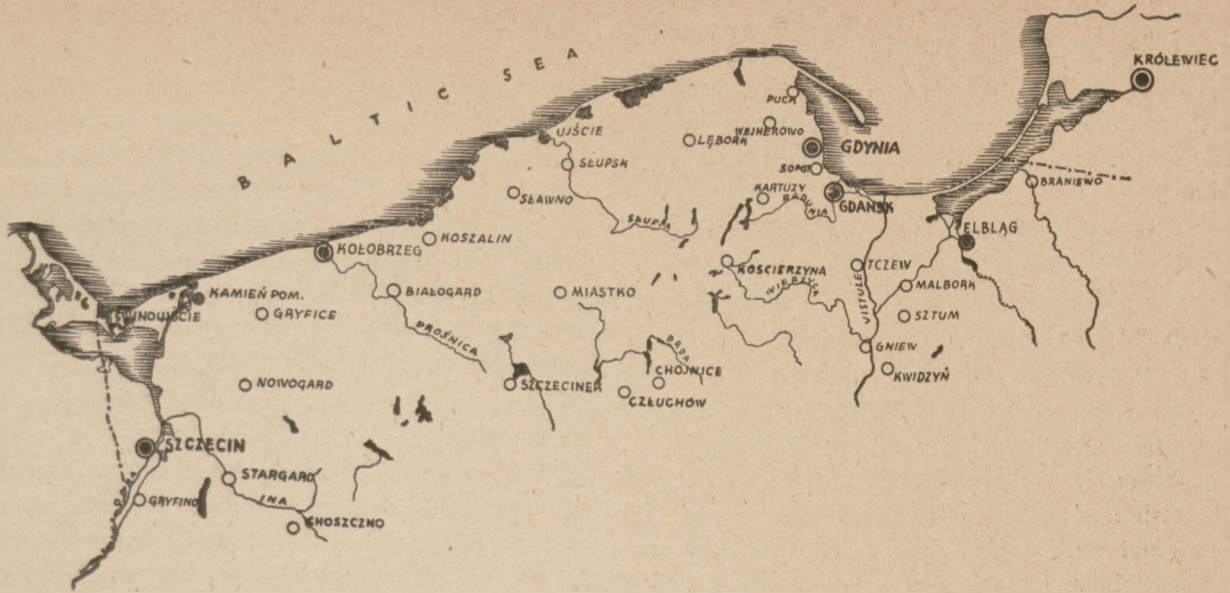 BALTIC SEA
KRÓLEWIEC
PUCK
WEJHEROWO
UJŚCIE
LĘBORK
GDYNIA
SŁUPSK
SOPOT
BRANIEWO
SŁAWNO
KARTUZY
RADUNIA
GDAŃSK
SŁUPIA
ELBLĄG
KOSZALIN
KOŁOBRZEG
KOŚCIERZYNA
TCZEW
WIERZYCA
VISTULE
MALBORK
BIAŁOGARD
MIASTKO
KAMIEŃ POM.
GRYFICE
SZTUM
PROŚNICA
GNIEW
BRDA
CHOJNICE
KWIDZYŃ
NOWOGARD
SZCZECINEK
CZŁUCHÓW
SZCZECIN
STARGARD
ODRA
GRYFINO
INA
CHOSZCZNO